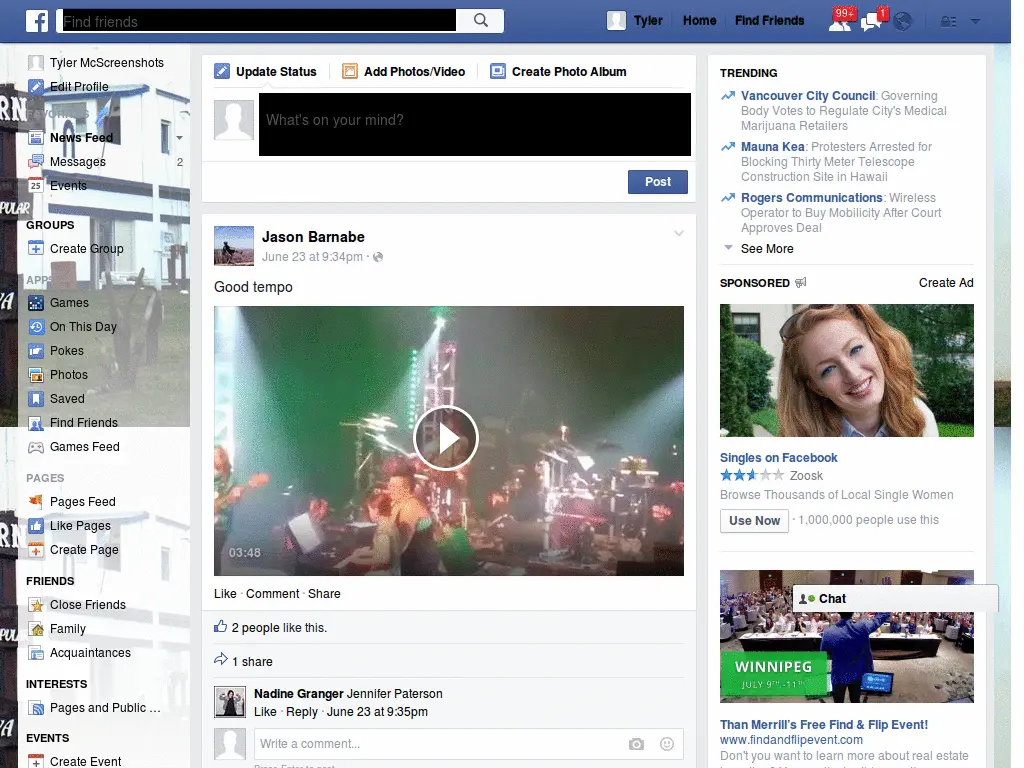 f
Find friends
Tyler
Home
Find Friends
99+
1
Tyler McScreenshots
Edit Profile
News Feed
Messages
2
25
Events
GROUPS
Create Group
APPS
Games
On This Day
Pokes
Photos
Saved
Find Friends
Games Feed
PAGES
Pages Feed
Like Pages
Create Page
FRIENDS
Close Friends
Family
Acquaintances
INTERESTS
Pages and Public ...
EVENTS
Create Event
Update Status
Add Photos/Video
Create Photo Album
What's on your mind?
Post
Jason Barnabe
June 23 at 9:34pm ·
Good tempo
03:48
Like · Comment · Share
2 people like this.
1 share
Nadine Granger Jennifer Paterson
Like · Reply · June 23 at 9:35pm
Write a comment...
TRENDING
Vancouver City Council: Governing
Body Votes to Regulate City's Medical
Marijuana Retailers
Mauna Kea: Protesters Arrested for
Blocking Thirty Meter Telescope
Construction Site in Hawaii
Rogers Communications: Wireless
Operator to Buy Mobilicity After Court
Approves Deal
See More
SPONSORED
Create Ad
Singles on Facebook
Zoosk
Browse Thousands of Local Single Women
Use Now
· 1,000,000 people use this
Chat
WINNIPEG
JULY 9TH -11TH
Than Merrill's Free Find & Flip Event!
www.findandflipevent.com
Don't you want to learn more about real estate